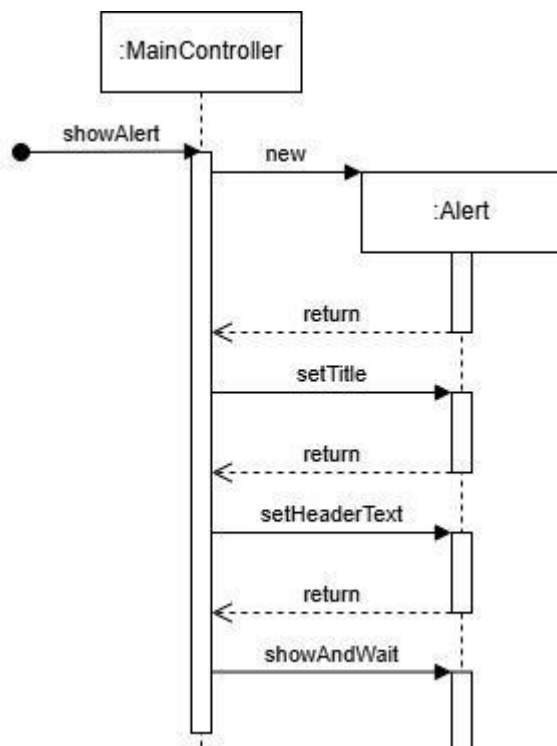 :MainController
showAlert
new
:Alert
return
setTitle
return
setHeaderText
return
showAndWait